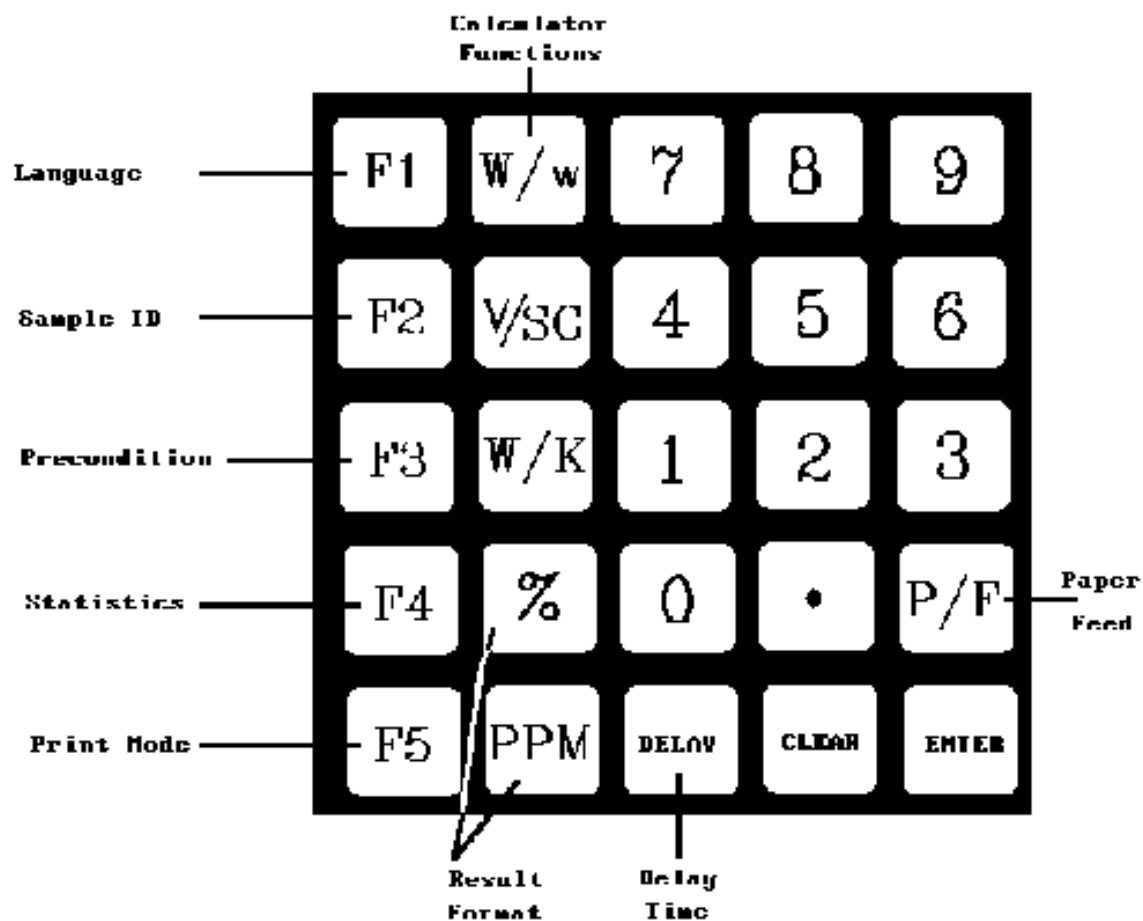 Calculator
Functions
Language F1 W/w 7 8 9
Sample ID F2 V/SC 4 5 6
Precondition F3 W/K 1 2 3
Statistics F4 % 0 . P/F Paper
Feed
Print Mode F5 PPM DELAY CLEAR ENTER
Result Delay
Format Time